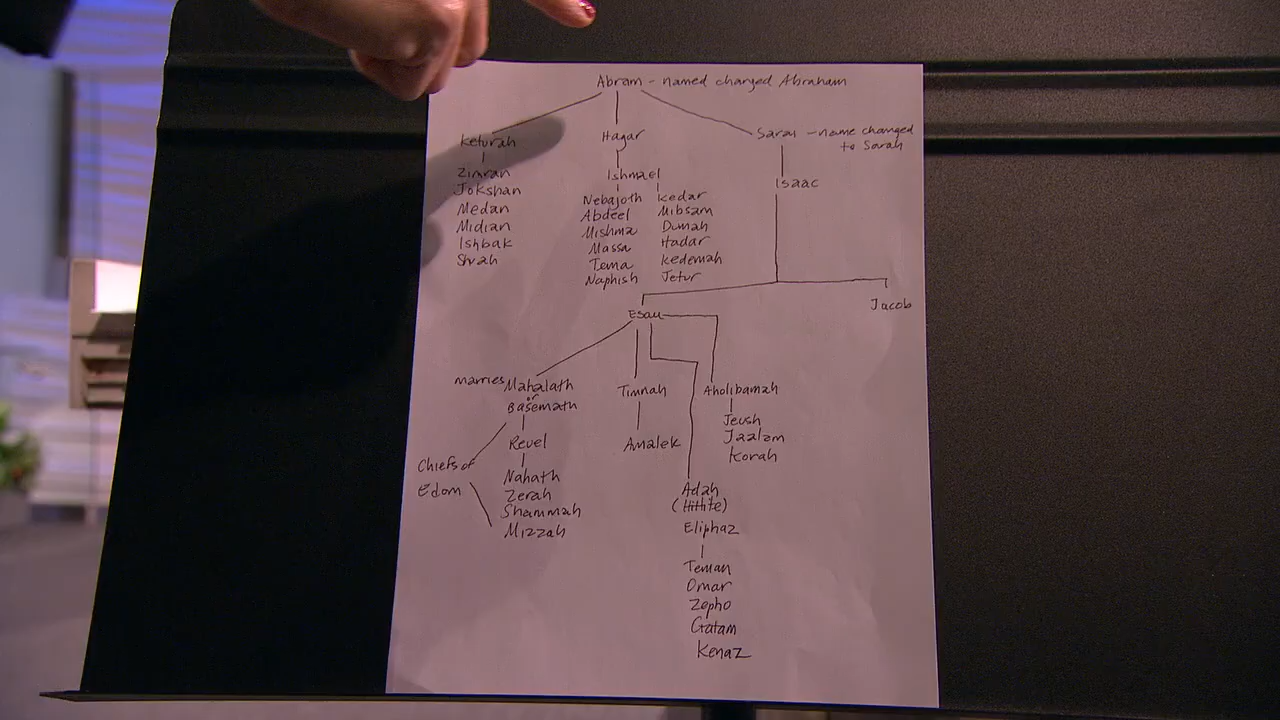 Abram - named changed Abraham
Keturah
Zimran
Jokshan
Medan
Midian
Ishbak
Shuah
Hagar
Ishmael
Nebajoth Kedar
Abdeel Mibsam
Mishma Dumah
Massa Hadar
Tema Kedemah
Naphish Jetur
Sarai - name changed
to Sarah
Isaac
Esau
Jacob
marries Mahalath
or
Basemath
Reuel
Nahath
Zerah
Shammah
Mizzah
Chiefs of
Edom
Timnah
Amalek
Aholibamah
Jeush
Jaalam
Korah
Adah
(Hittite)
Eliphaz
Teman
Omar
Zepho
Gatam
Kenaz